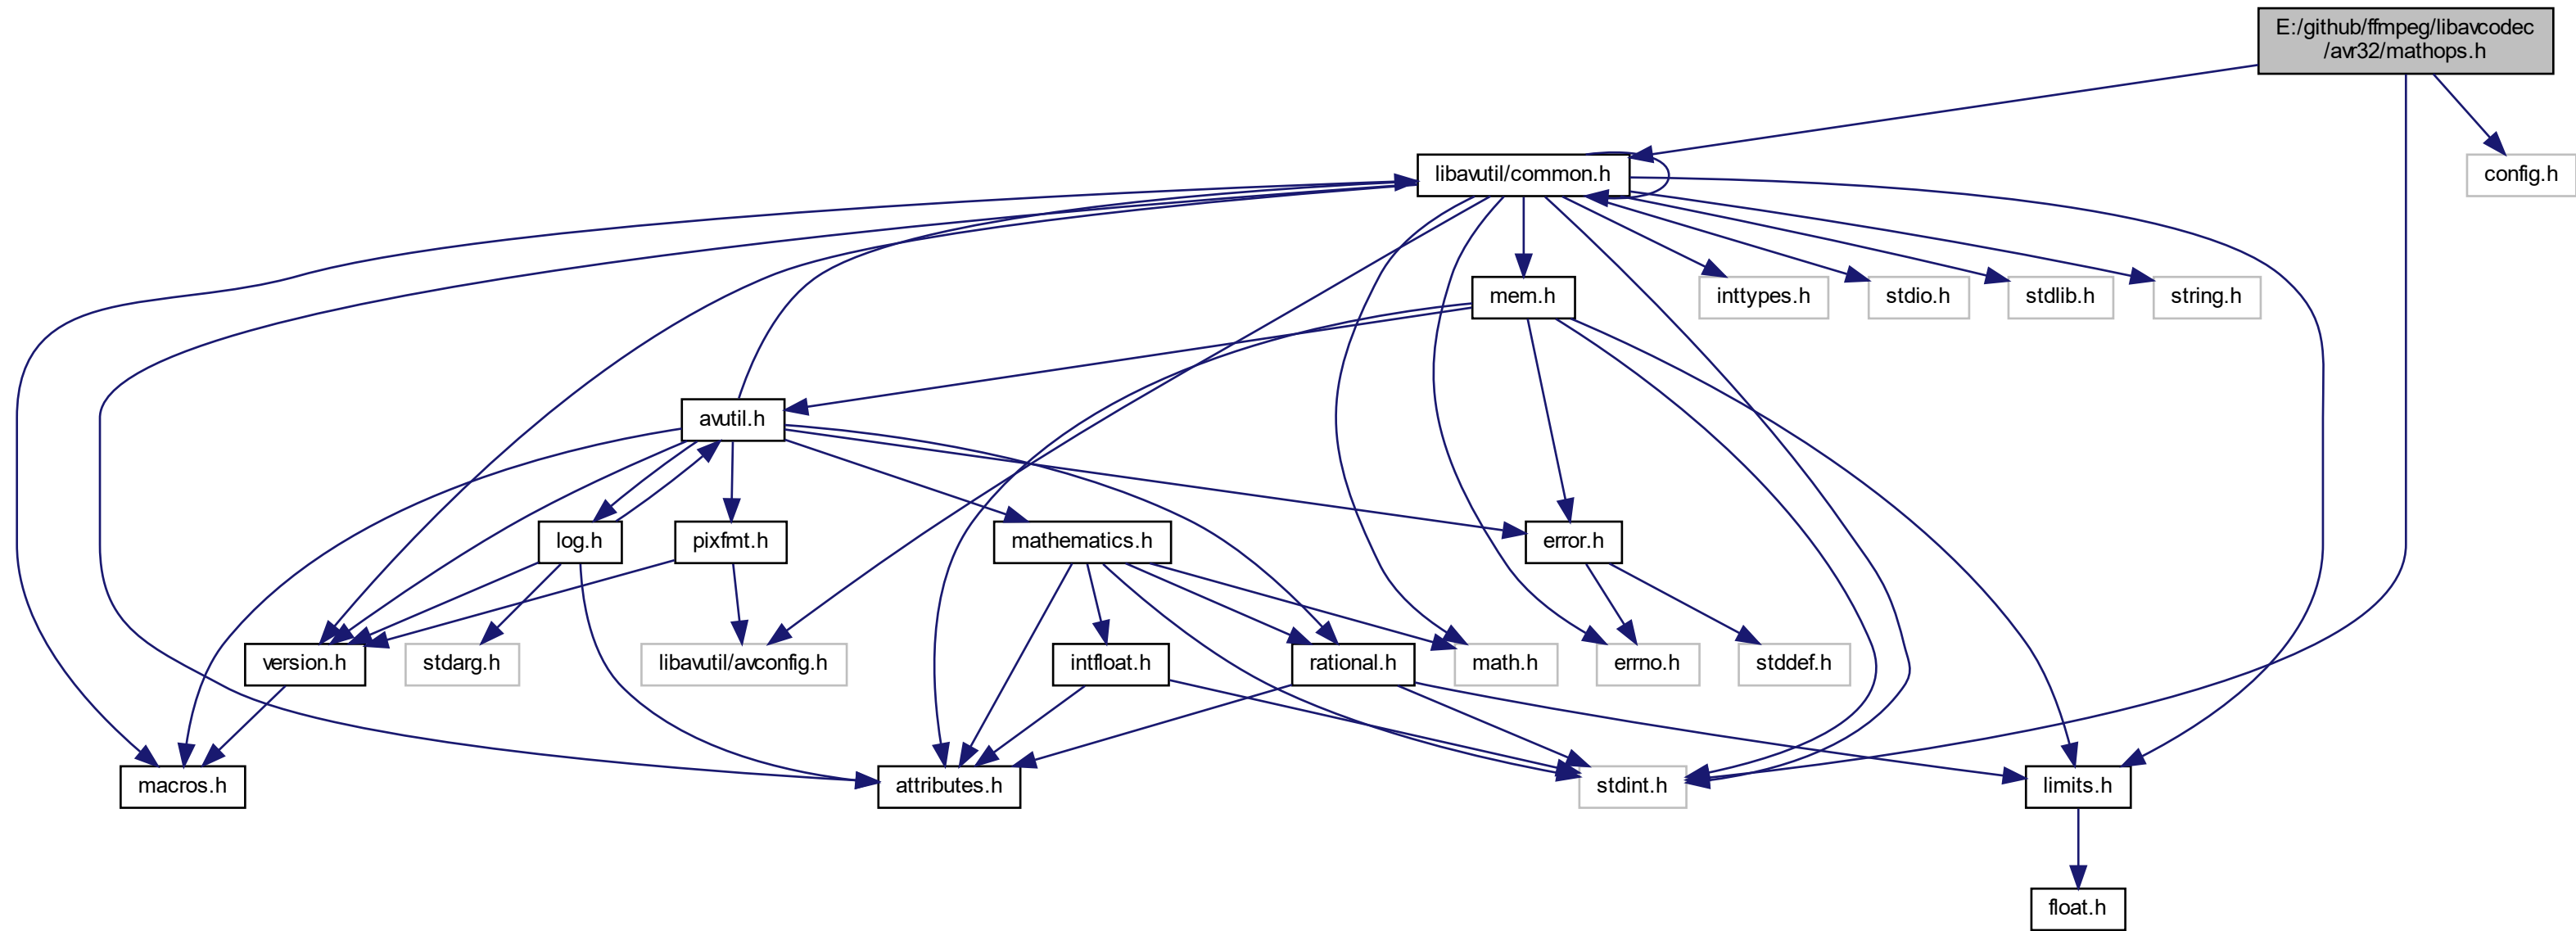 E:/github/ffmpeg/libavcodec
/avr32/mathops.h
libavutil/common.h
config.h
mem.h
inttypes.h
stdio.h
stdlib.h
string.h
avutil.h
log.h
pixfmt.h
mathematics.h
error.h
version.h
stdarg.h
libavutil/avconfig.h
intfloat.h
rational.h
math.h
errno.h
stddef.h
macros.h
attributes.h
stdint.h
limits.h
float.h